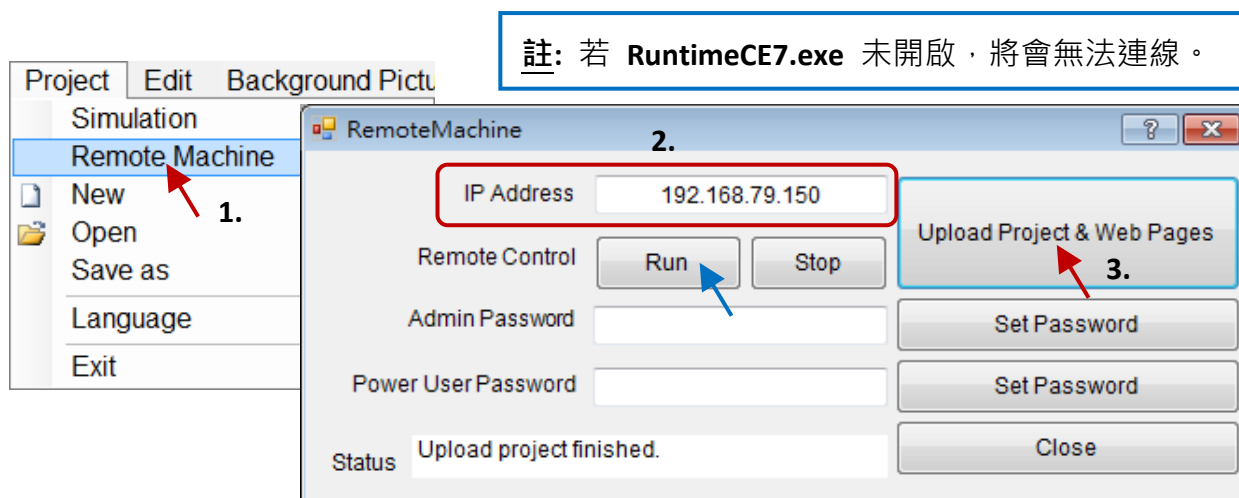 註: 若 RuntimeCE7.exe 未開啟，將會無法連線。
Project Edit Background Pictu
Simulation
Remote Machine
1.
New
Open
Save as
Language
Exit
RemoteMachine
2.
IP Address 192.168.79.150
Upload Project & Web Pages
3.
Remote Control Run Stop
Admin Password Set Password
Power User Password Set Password
Status Upload project finished. Close